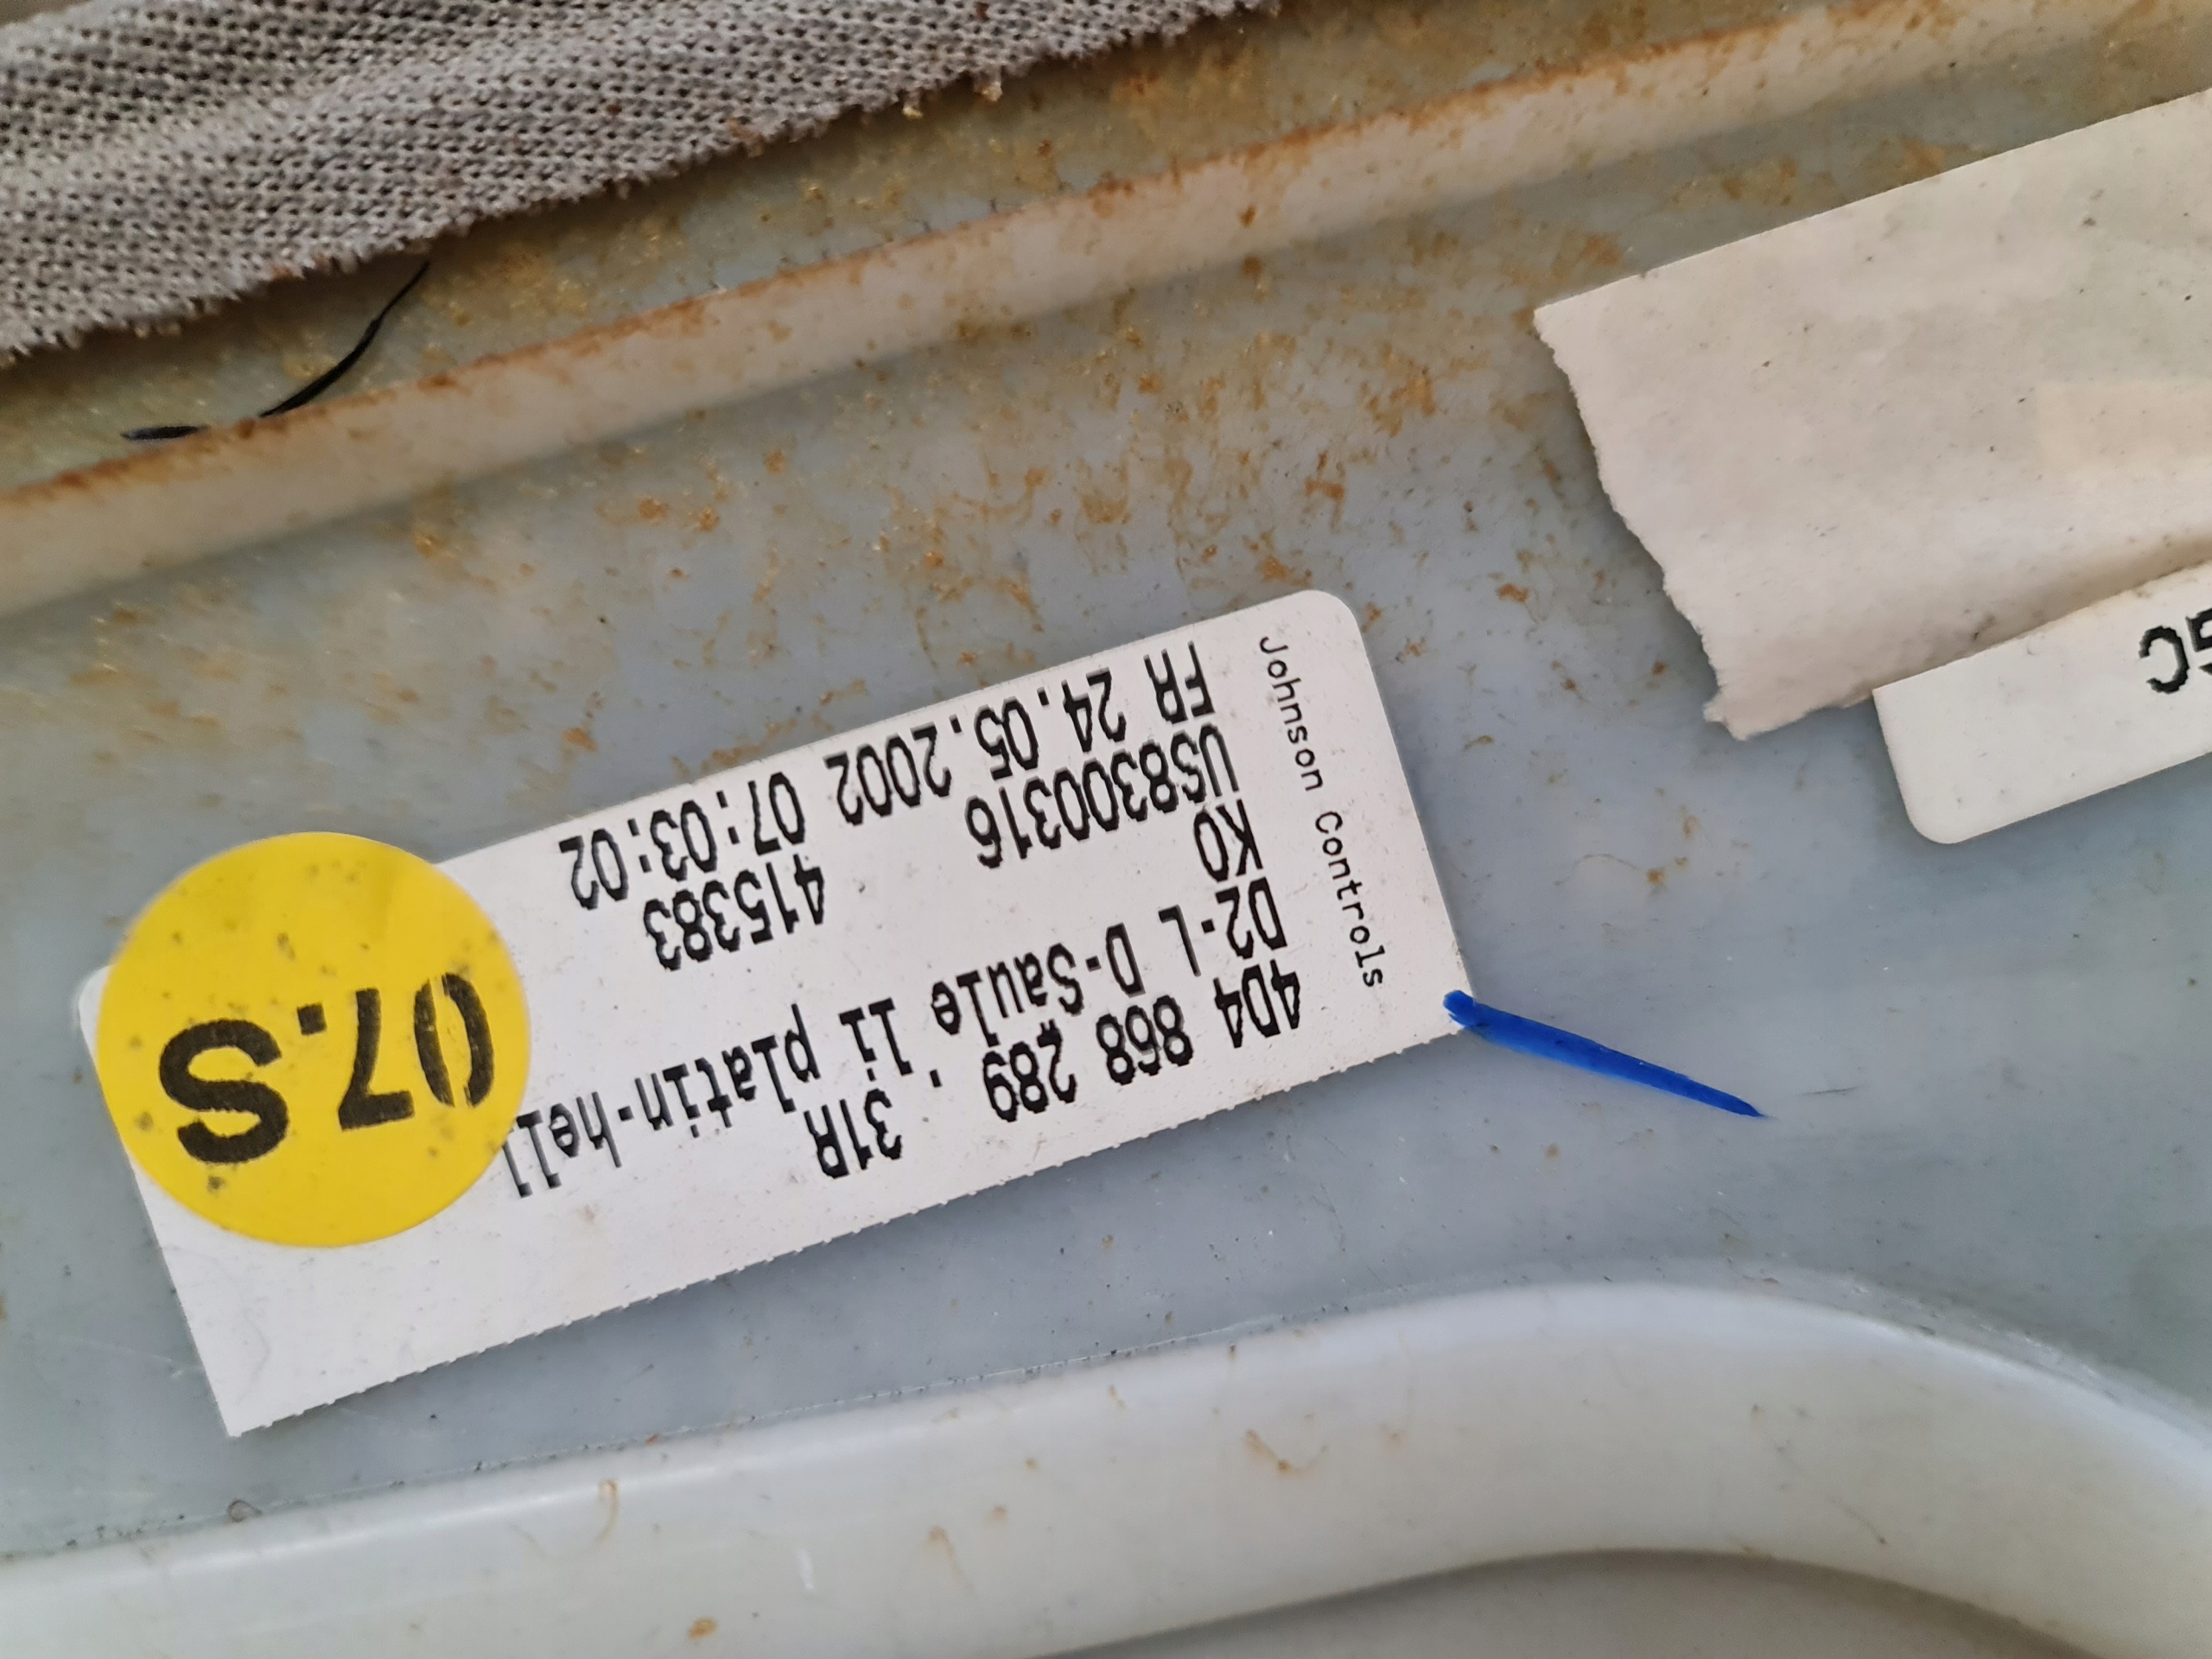 Johnson Controls
4D4 868 289 . 31R
D2-L D-Saule li platin-hell
KO
US8300316 415383
FR 24.05.2002 07:03:02
07.S